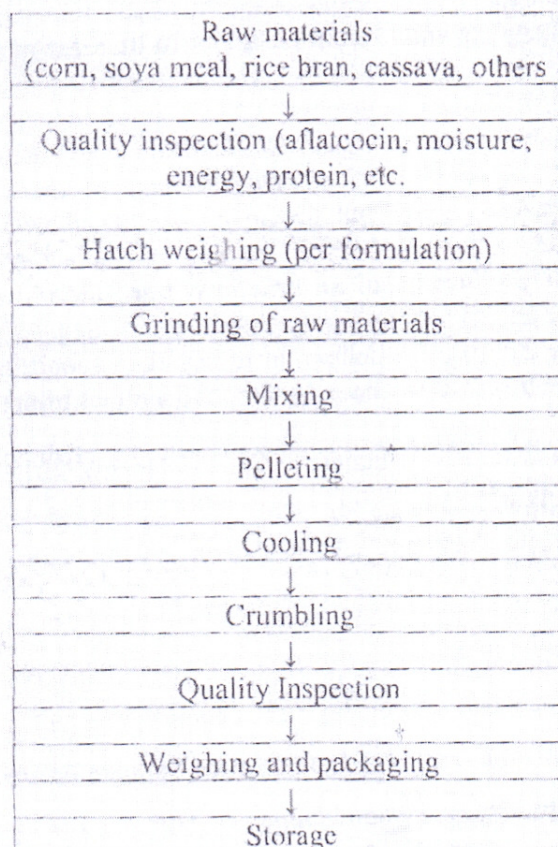 Raw materials
(corn, soya meal, rice bran, cassava, others
↓
Quality inspection (aflatcocin, moisture,
energy, protein, etc.
↓
Hatch weighing (per formulation)
↓
Grinding of raw materials
↓
Mixing
↓
Pelleting
↓
Cooling
↓
Crumbling
↓
Quality Inspection
↓
Weighing and packaging
↓
Storage